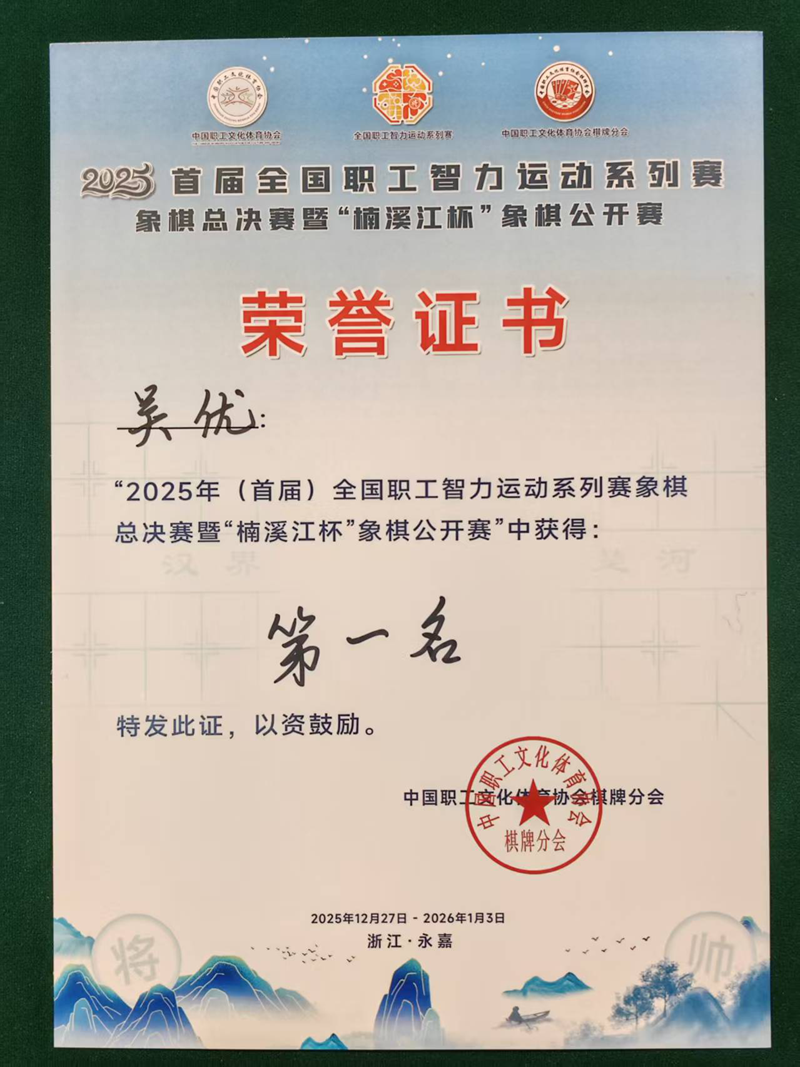 中国职工文化体育协会
全国职工智力运动系列赛
中国职工文化体育协会棋牌分会
2025首届全国职工智力运动系列赛
象棋总决赛暨“楠溪江杯”象棋公开赛
荣誉证书
吴优:
“2025年（首届）全国职工智力运动系列赛象棋
总决赛暨“楠溪江杯”象棋公开赛”中获得：
汉界
楚河
第一名
特发此证，以资鼓励。
中国职工文化体育协会棋牌分会
中国职工文化体育协会
棋牌分会
2025年12月27日 - 2026年1月3日
浙江·永嘉
将
帅